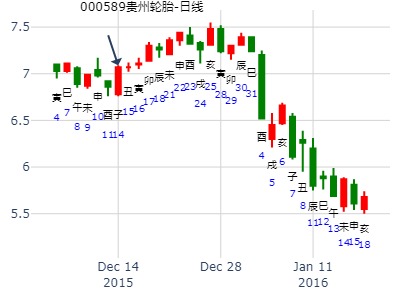 000589贵州轮胎-日线
7.5
7
6.5
6
5.5
寅 巳 午 未 申 酉 子 丑 寅 卯 辰 未 申 酉 戌 亥 寅 卯 辰 巳 酉 戌 亥 子 丑 辰 巳 午 未 申 亥
4 7 8 9 10 11 14 15 16 17 18 21 22 23 24 25 28 29 30 31 4 5 6 7 8 11 12 13 14 15 18
Dec 14 Dec 28 Jan 11
2015 2016